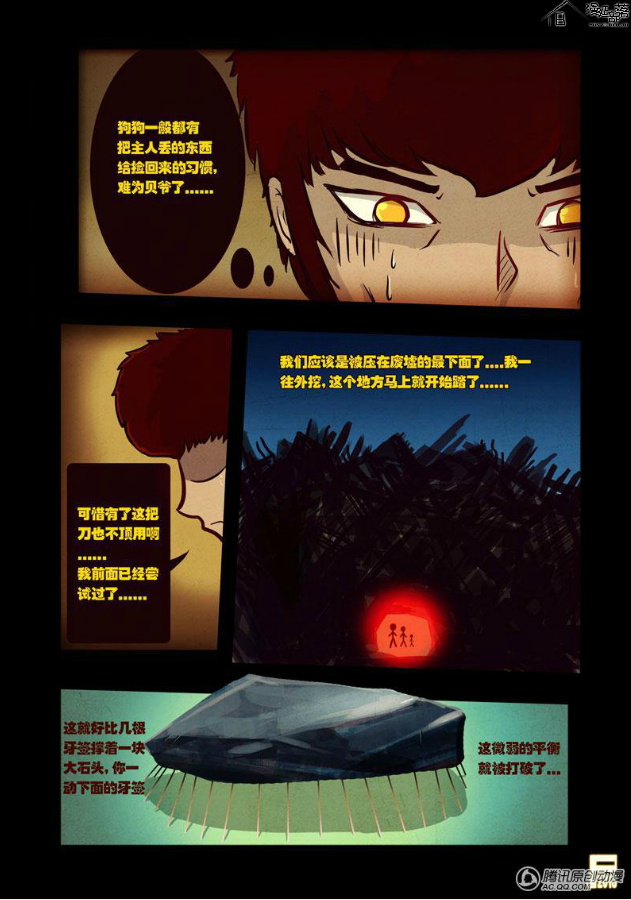 漫征部落
狗狗一般都有
把主人丢的东西
给捡回来的习惯,
难为贝爷了......
我们应该是被压在废墟的最下面了....我一
往外挖,这个地方马上就开始踏了......
可惜有了这把
刀也不顶用啊
......
我前面已经尝
试过了......
这就好比几根
牙签撑着一块
大石头,你一
动下面的牙签
这微弱的平衡
就被打破了...
腾讯原创动漫
AC.QQ.COM